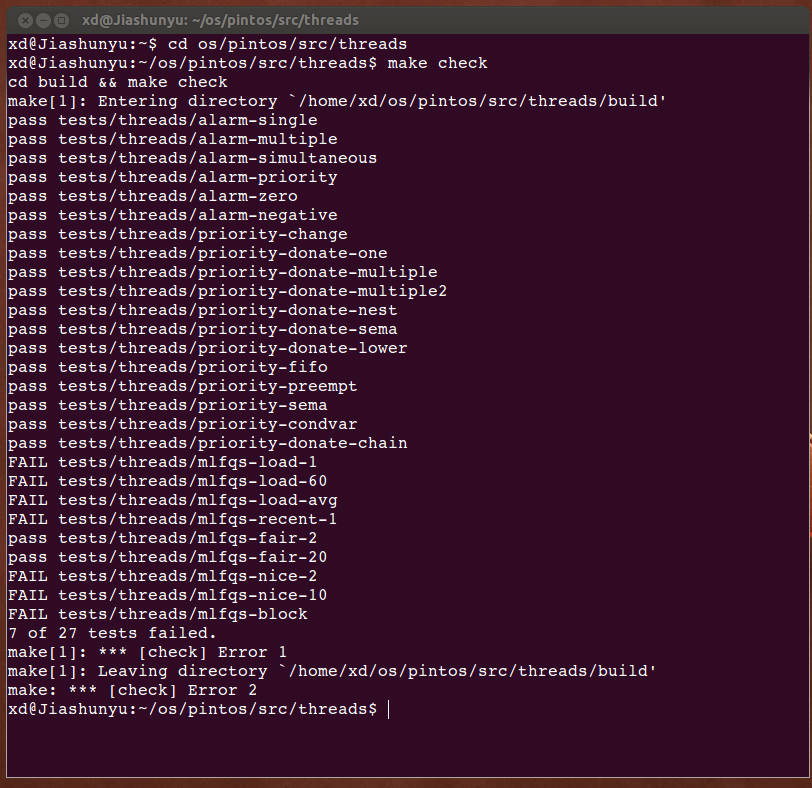 xd@Jiashunyu: ~/os/pintos/src/threads
xd@Jiashunyu:~$ cd os/pintos/src/threads
xd@Jiashunyu:~/os/pintos/src/threads$ make check
cd build && make check
make[1]: Entering directory `/home/xd/os/pintos/src/threads/build'
pass tests/threads/alarm-single
pass tests/threads/alarm-multiple
pass tests/threads/alarm-simultaneous
pass tests/threads/alarm-priority
pass tests/threads/alarm-zero
pass tests/threads/alarm-negative
pass tests/threads/priority-change
pass tests/threads/priority-donate-one
pass tests/threads/priority-donate-multiple
pass tests/threads/priority-donate-multiple2
pass tests/threads/priority-donate-nest
pass tests/threads/priority-donate-sema
pass tests/threads/priority-donate-lower
pass tests/threads/priority-fifo
pass tests/threads/priority-preempt
pass tests/threads/priority-sema
pass tests/threads/priority-condvar
pass tests/threads/priority-donate-chain
FAIL tests/threads/mlfqs-load-1
FAIL tests/threads/mlfqs-load-60
FAIL tests/threads/mlfqs-load-avg
FAIL tests/threads/mlfqs-recent-1
pass tests/threads/mlfqs-fair-2
pass tests/threads/mlfqs-fair-20
FAIL tests/threads/mlfqs-nice-2
FAIL tests/threads/mlfqs-nice-10
FAIL tests/threads/mlfqs-block
7 of 27 tests failed.
make[1]: *** [check] Error 1
make[1]: Leaving directory `/home/xd/os/pintos/src/threads/build'
make: *** [check] Error 2
xd@Jiashunyu:~/os/pintos/src/threads$